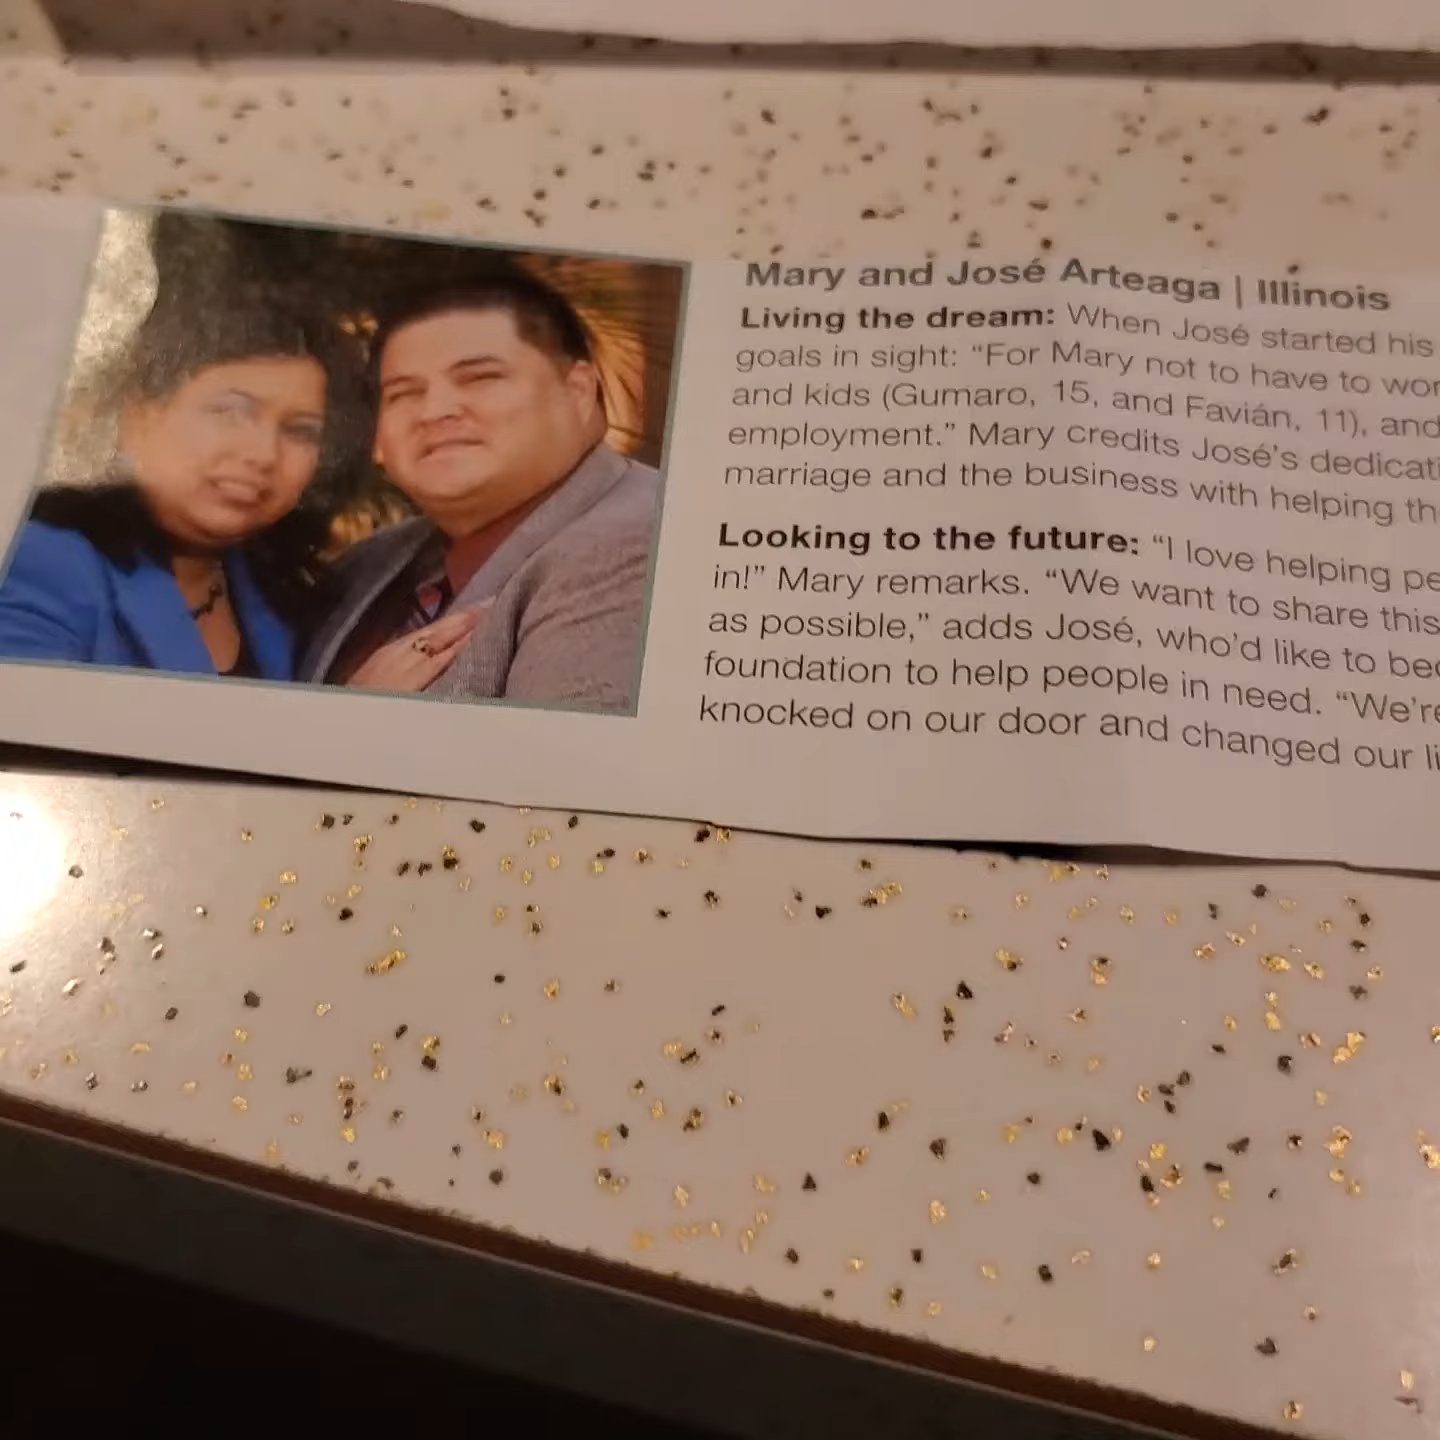 Mary and José Arteaga | Illinois
Living the dream: When José started his
goals in sight: “For Mary not to have to wor
and kids (Gumaro, 15, and Favián, 11), and
employment.” Mary credits José’s dedicati
marriage and the business with helping th
Looking to the future: “I love helping pe
in!” Mary remarks. “We want to share this
as possible,” adds José, who’d like to bec
foundation to help people in need. “We’re
knocked on our door and changed our li